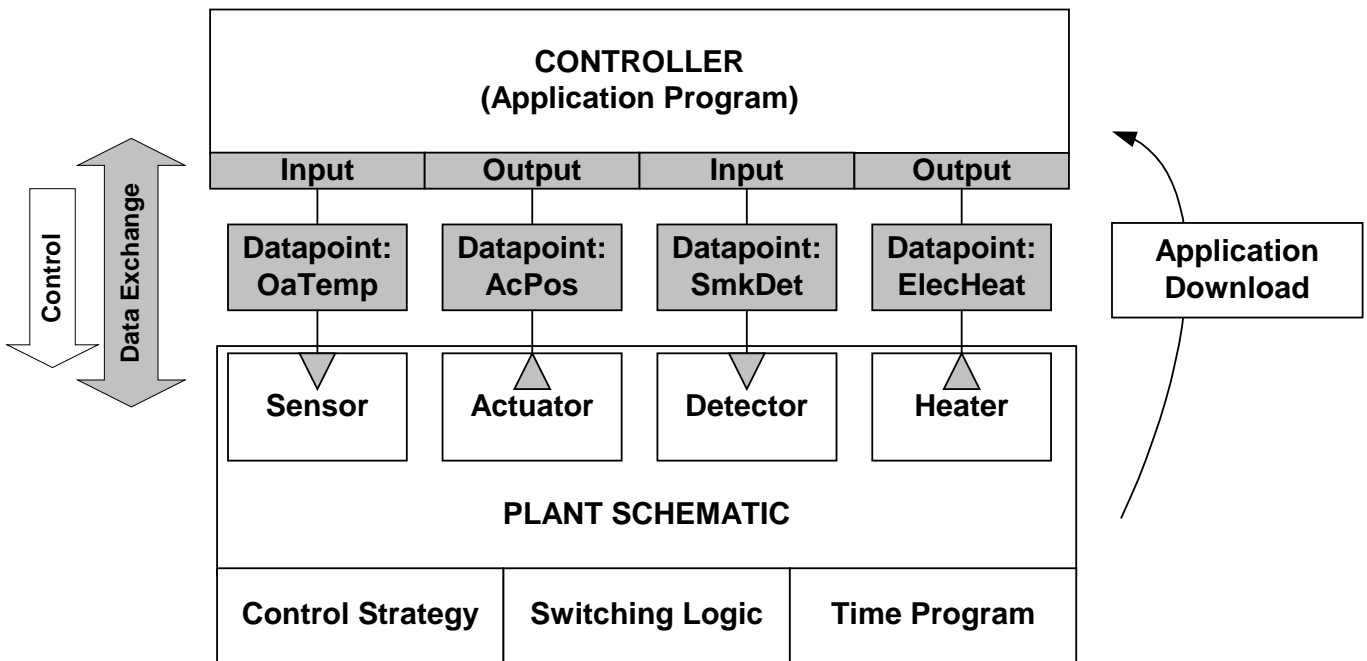 CONTROLLER
(Application Program)
Input Output Input Output
Control
Data Exchange
Datapoint: Datapoint: Datapoint: Datapoint:
OaTemp AcPos SmkDet ElecHeat
Application
Download
Sensor Actuator Detector Heater
PLANT SCHEMATIC
Control Strategy Switching Logic Time Program